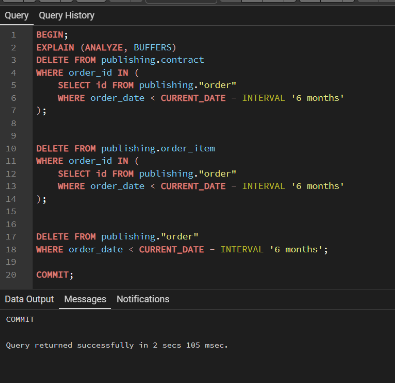 Query Query History
1 BEGIN;
2 EXPLAIN (ANALYZE, BUFFERS)
3 DELETE FROM publishing.contract
4 WHERE order_id IN (
5 SELECT id FROM publishing."order"
6 WHERE order_date < CURRENT_DATE - INTERVAL '6 months'
7 );
8
9
10 DELETE FROM publishing.order_item
11 WHERE order_id IN (
12 SELECT id FROM publishing."order"
13 WHERE order_date < CURRENT_DATE - INTERVAL '6 months'
14 );
15
16
17 DELETE FROM publishing."order"
18 WHERE order_date < CURRENT_DATE - INTERVAL '6 months';
19
20 COMMIT;
Data Output Messages Notifications
COMMIT
Query returned successfully in 2 secs 105 msec.